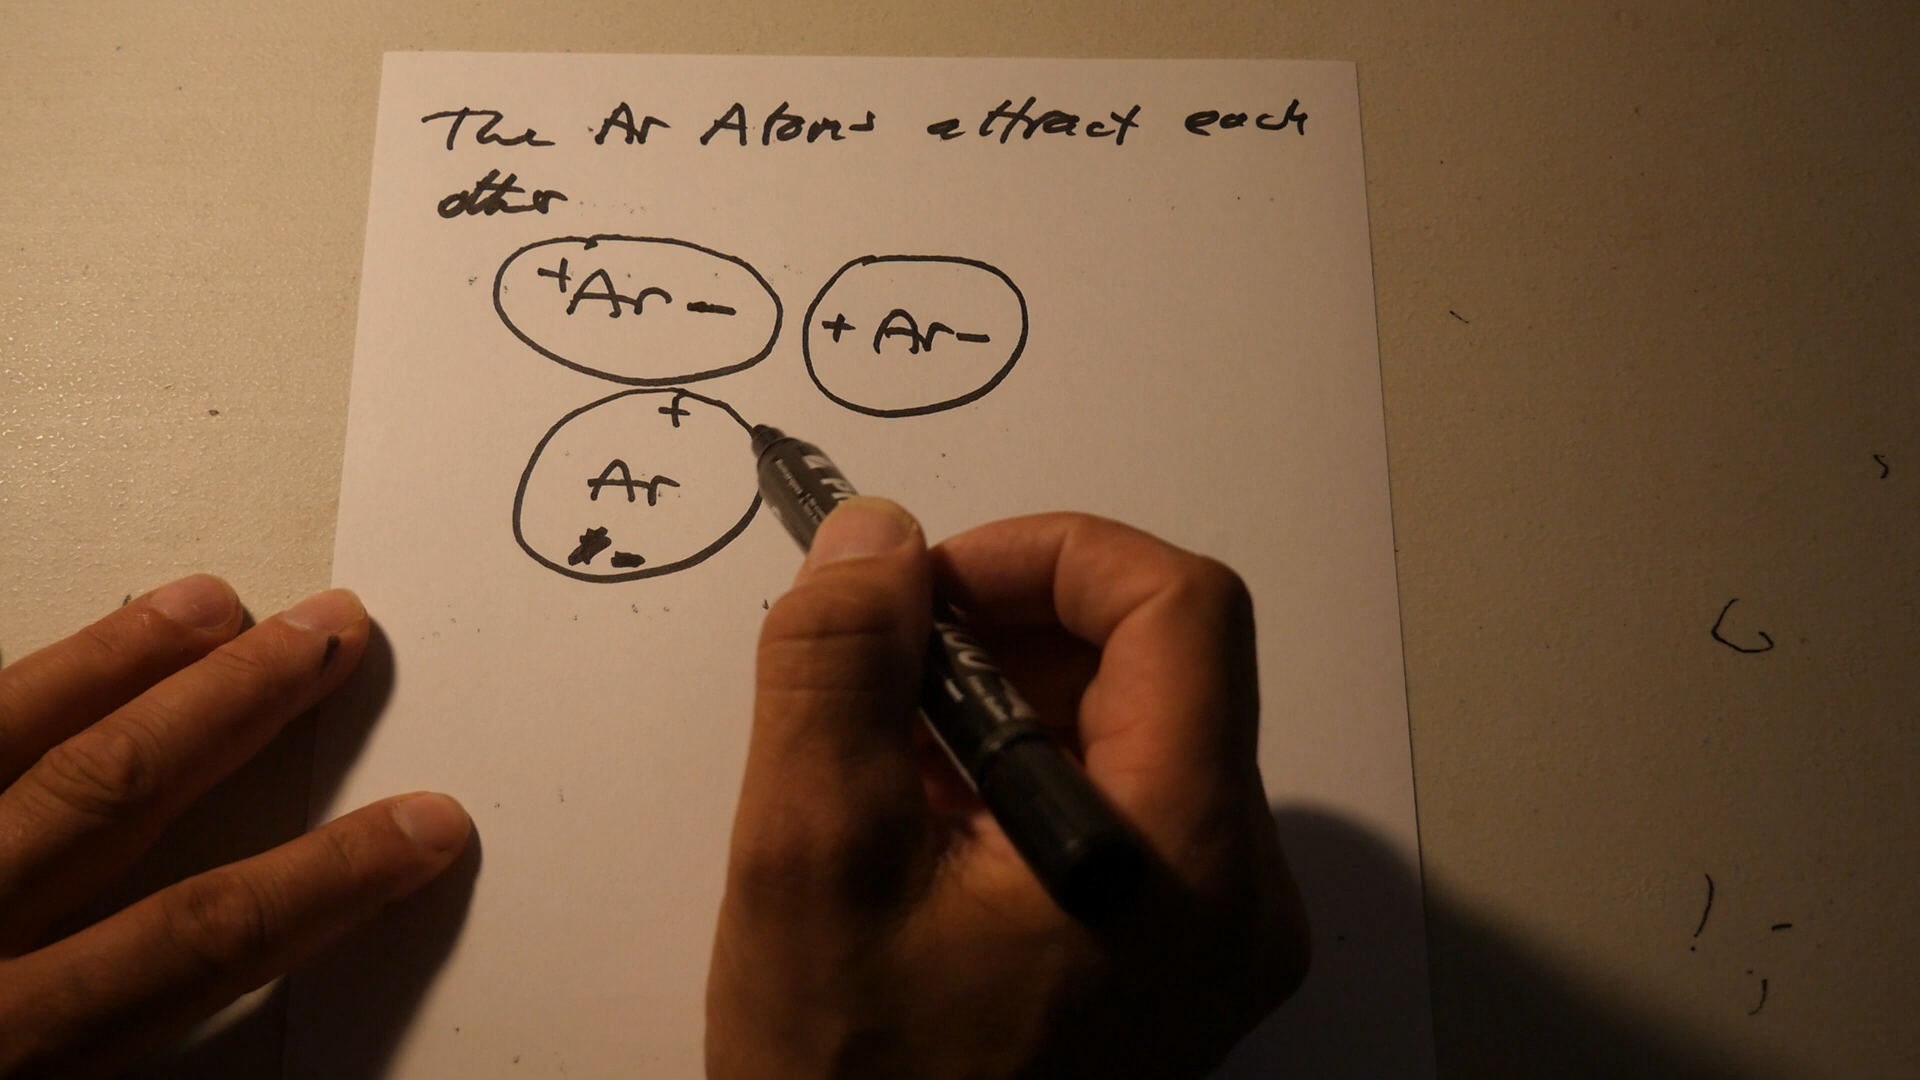 The Ar Atoms attract each
other
+Ar - + Ar-
+
Ar
-